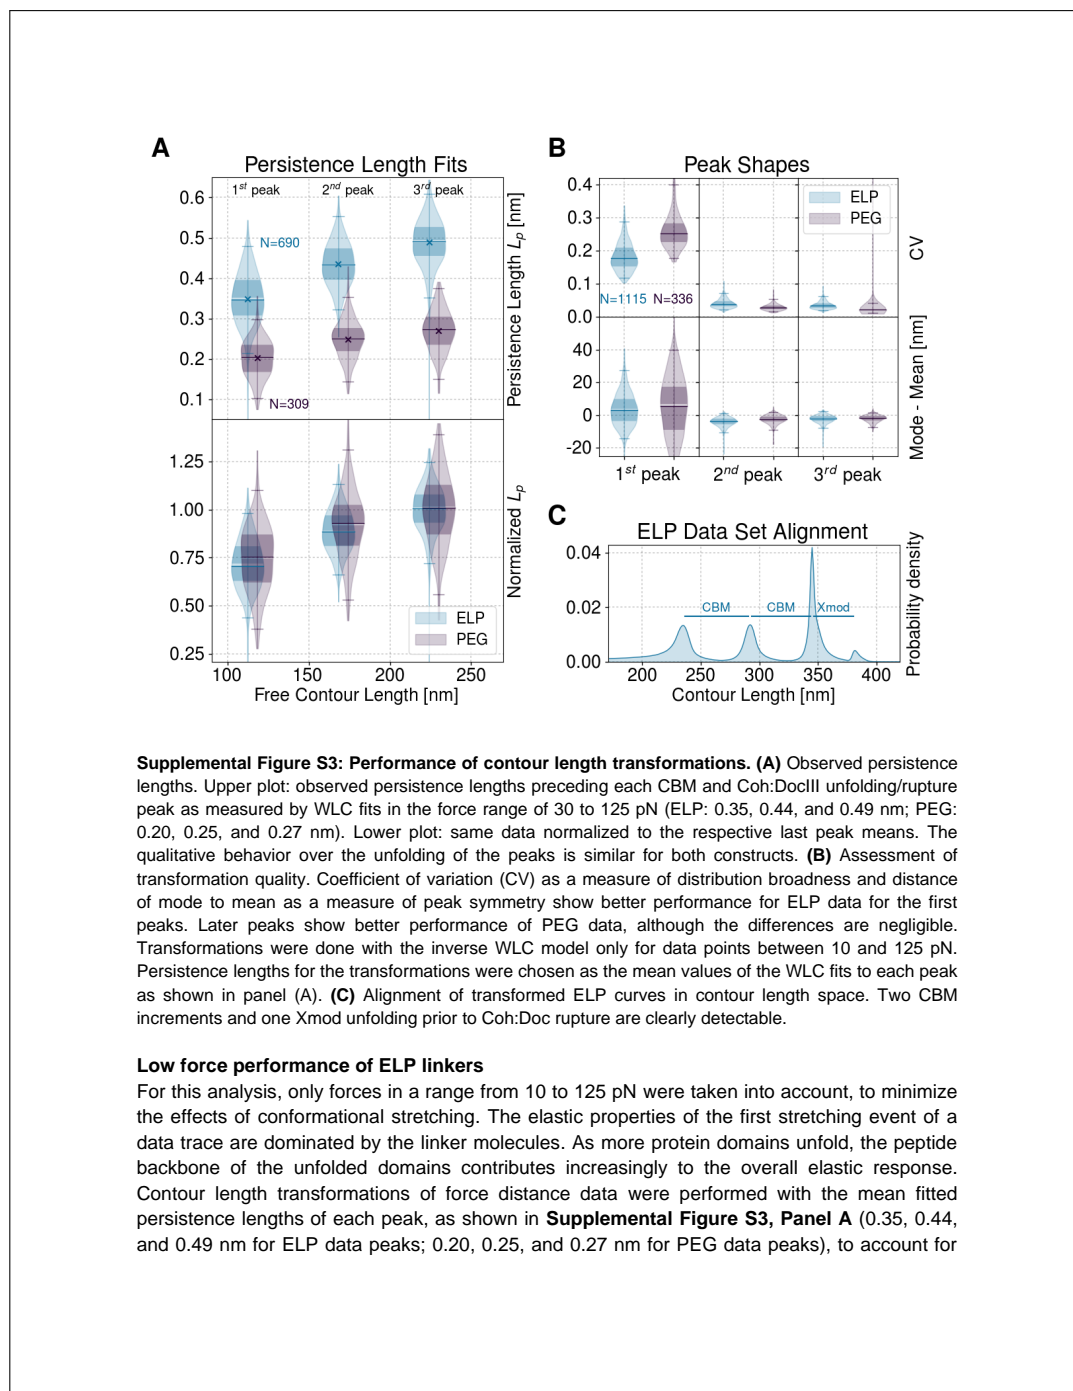 A
Persistence Length Fits
1st peak
2nd peak
3rd peak
N=690
N=309
0.6
0.5
0.4
0.3
0.2
0.1
Persistence Length Lp [nm]
1.25
1.00
0.75
0.50
0.25
Normalized Lp
ELP
PEG
100
150
200
250
Free Contour Length [nm]
B
Peak Shapes
0.4
0.3
0.2
0.1
0.0
ELP
PEG
CV
N=1115
N=336
40
20
0
-20
Mode - Mean [nm]
1st peak
2nd peak
3rd peak
C
ELP Data Set Alignment
0.04
0.02
0.00
CBM
CBM
Xmod
Probability density
200
250
300
350
400
Contour Length [nm]
Supplemental Figure S3: Performance of contour length transformations. (A) Observed persistence
lengths. Upper plot: observed persistence lengths preceding each CBM and Coh:DocIII unfolding/rupture
peak as measured by WLC fits in the force range of 30 to 125 pN (ELP: 0.35, 0.44, and 0.49 nm; PEG:
0.20, 0.25, and 0.27 nm). Lower plot: same data normalized to the respective last peak means. The
qualitative behavior over the unfolding of the peaks is similar for both constructs. (B) Assessment of
transformation quality. Coefficient of variation (CV) as a measure of distribution broadness and distance
of mode to mean as a measure of peak symmetry show better performance for ELP data for the first
peaks. Later peaks show better performance of PEG data, although the differences are negligible.
Transformations were done with the inverse WLC model only for data points between 10 and 125 pN.
Persistence lengths for the transformations were chosen as the mean values of the WLC fits to each peak
as shown in panel (A). (C) Alignment of transformed ELP curves in contour length space. Two CBM
increments and one Xmod unfolding prior to Coh:Doc rupture are clearly detectable.
Low force performance of ELP linkers
For this analysis, only forces in a range from 10 to 125 pN were taken into account, to minimize
the effects of conformational stretching. The elastic properties of the first stretching event of a
data trace are dominated by the linker molecules. As more protein domains unfold, the peptide
backbone of the unfolded domains contributes increasingly to the overall elastic response.
Contour length transformations of force distance data were performed with the mean fitted
persistence lengths of each peak, as shown in Supplemental Figure S3, Panel A (0.35, 0.44,
and 0.49 nm for ELP data peaks; 0.20, 0.25, and 0.27 nm for PEG data peaks), to account for